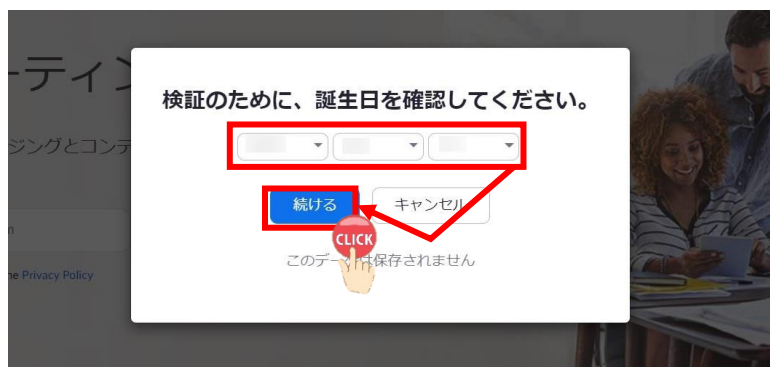 ーティン
検証のために、誕生日を確認してください。
ジングとコンテ
続ける
キャンセル
CLICK
このデータは保存されません
he Privacy Policy